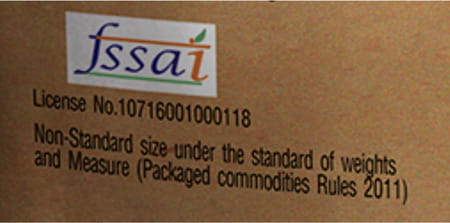 fssai
License No.10716001000118
Non-Standard size under the standard of weights
and Measure (Packaged commodities Rules 2011)